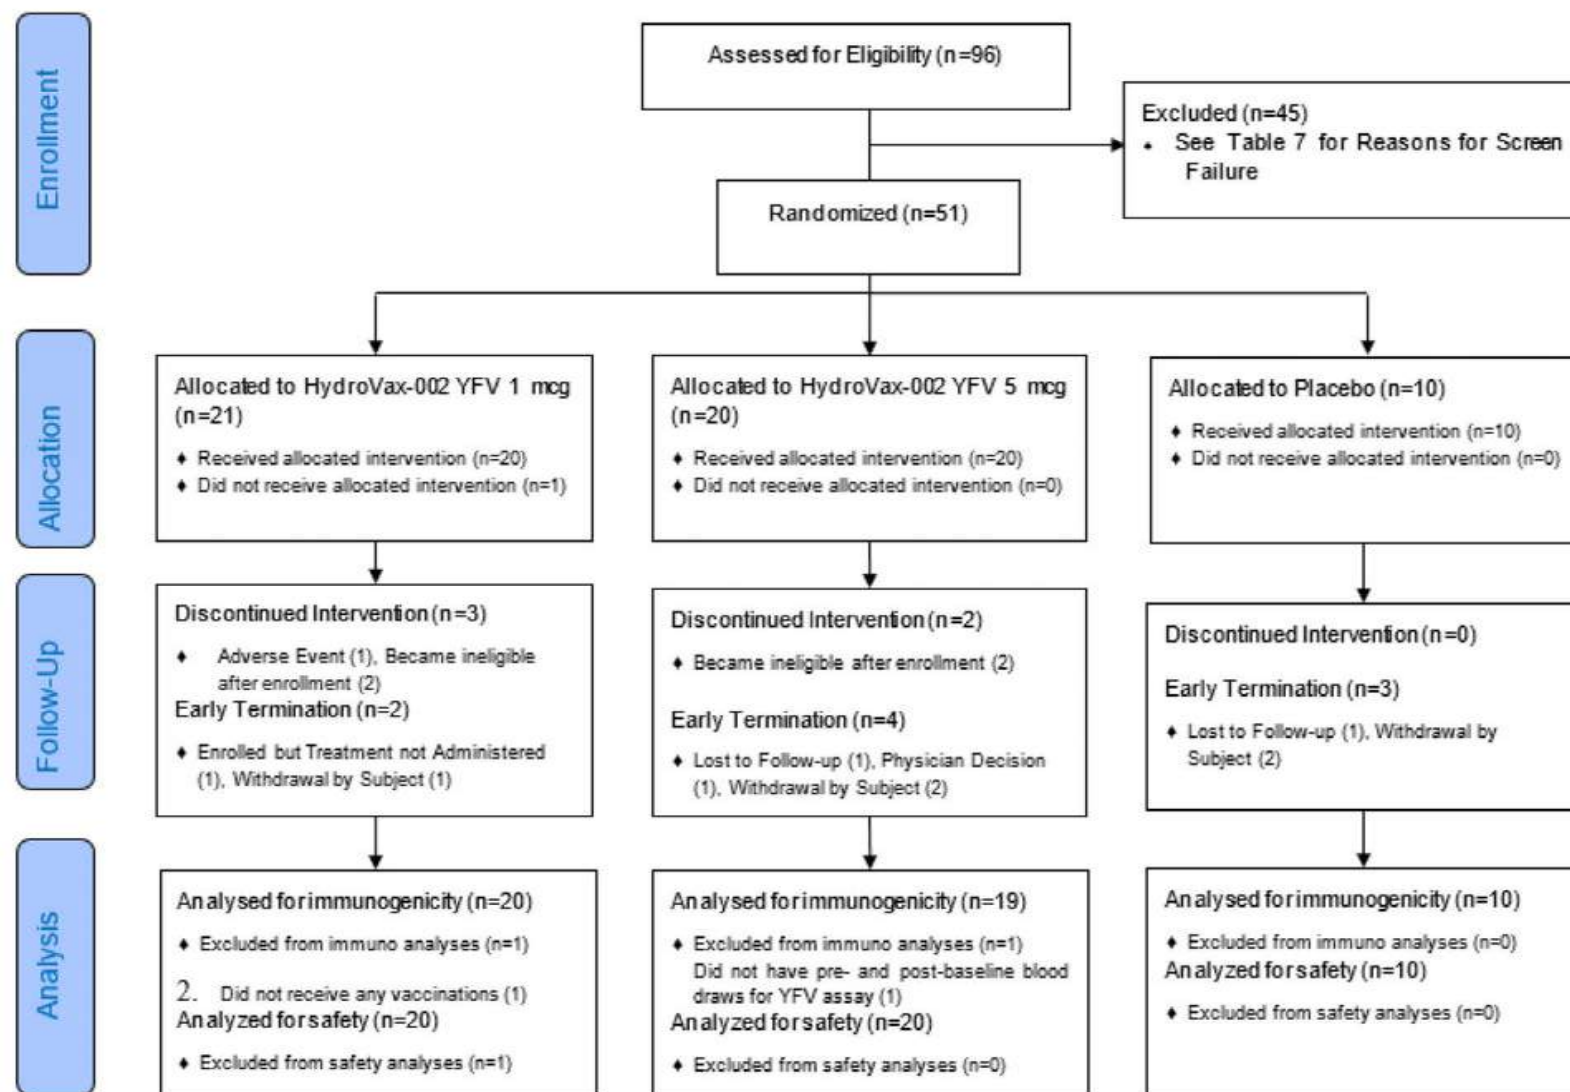 Enrollment
Assessed for Eligibility (n=96)
Excluded (n=45)
• See Table 7 for Reasons for Screen
Failure
Randomized (n=51)
Allocation
Allocated to HydroVax-002 YFV 1 mcg
(n=21)
♦ Received allocated intervention (n=20)
♦ Did not receive allocated intervention (n=1)
Allocated to HydroVax-002 YFV 5 mcg
(n=20)
♦ Received allocated intervention (n=20)
♦ Did not receive allocated intervention (n=0)
Allocated to Placebo (n=10)
♦ Received allocated intervention (n=10)
♦ Did not receive allocated intervention (n=0)
Follow-Up
Discontinued Intervention (n=3)
♦ Adverse Event (1), Became ineligible
after enrollment (2)
Early Termination (n=2)
♦ Enrolled but Treatment not Administered
(1), Withdrawal by Subject (1)
Discontinued Intervention (n=2)
♦ Became ineligible after enrollment (2)
Early Termination (n=4)
♦ Lost to Follow-up (1), Physician Decision
(1), Withdrawal by Subject (2)
Discontinued Intervention (n=0)
Early Termination (n=3)
♦ Lost to Follow-up (1), Withdrawal by
Subject (2)
Analysis
Analysed for immunogenicity (n=20)
♦ Excluded from immuno analyses (n=1)
2. Did not receive any vaccinations (1)
Analyzed for safety (n=20)
♦ Excluded from safety analyses (n=1)
Analysed for immunogenicity (n=19)
♦ Excluded from immuno analyses (n=1)
Did not have pre- and post-baseline blood
draws for YFV assay (1)
Analyzed for safety (n=20)
♦ Excluded from safety analyses (n=0)
Analysed for immunogenicity (n=10)
♦ Excluded from immuno analyses (n=0)
Analyzed for safety (n=10)
♦ Excluded from safety analyses (n=0)